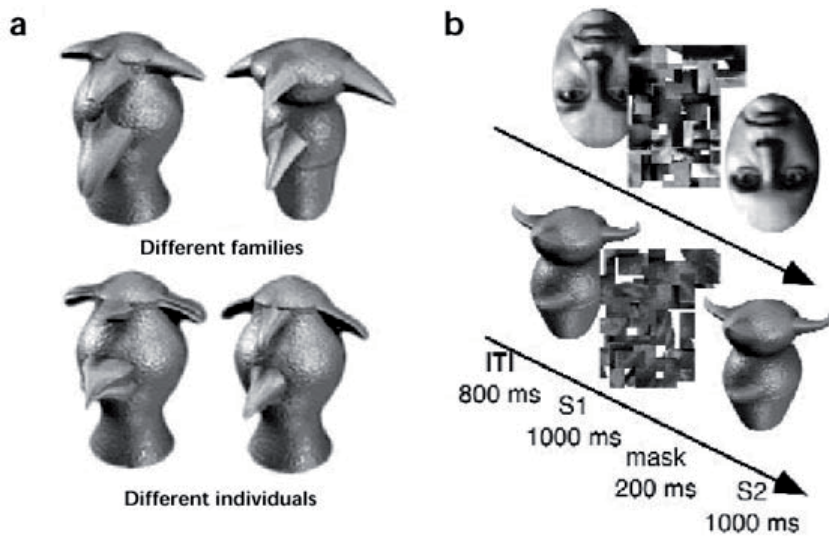 a
Different families
Different individuals
b
ITI
800 ms
S1
1000 ms
mask
200 ms
S2
1000 ms